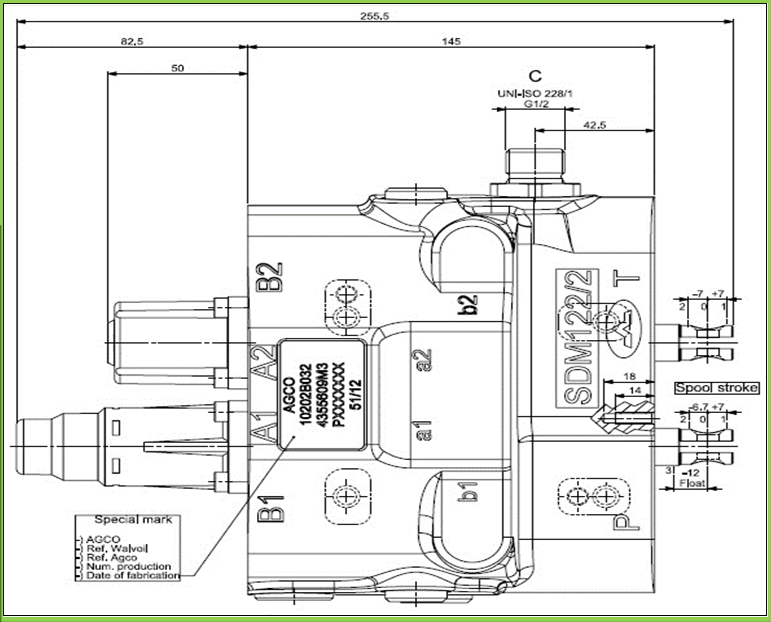 255.5
82.5
145
50
C
UNI-ISO 228/1
G1/2
42.5
B2
T
b2
SDM122/2
-7 +7
2 0 1
A2
a2
AGCO
10202B032
4355609M3
PXXXXXXX
51/12
18
14
Spool stroke
A1
a1
-6.7 +7
2 0 1
3
-12
Float
B1
b1
P
Special mark
AGCO
Ref. Walvoil
Ref. Agco
Num. production
Date of fabrication